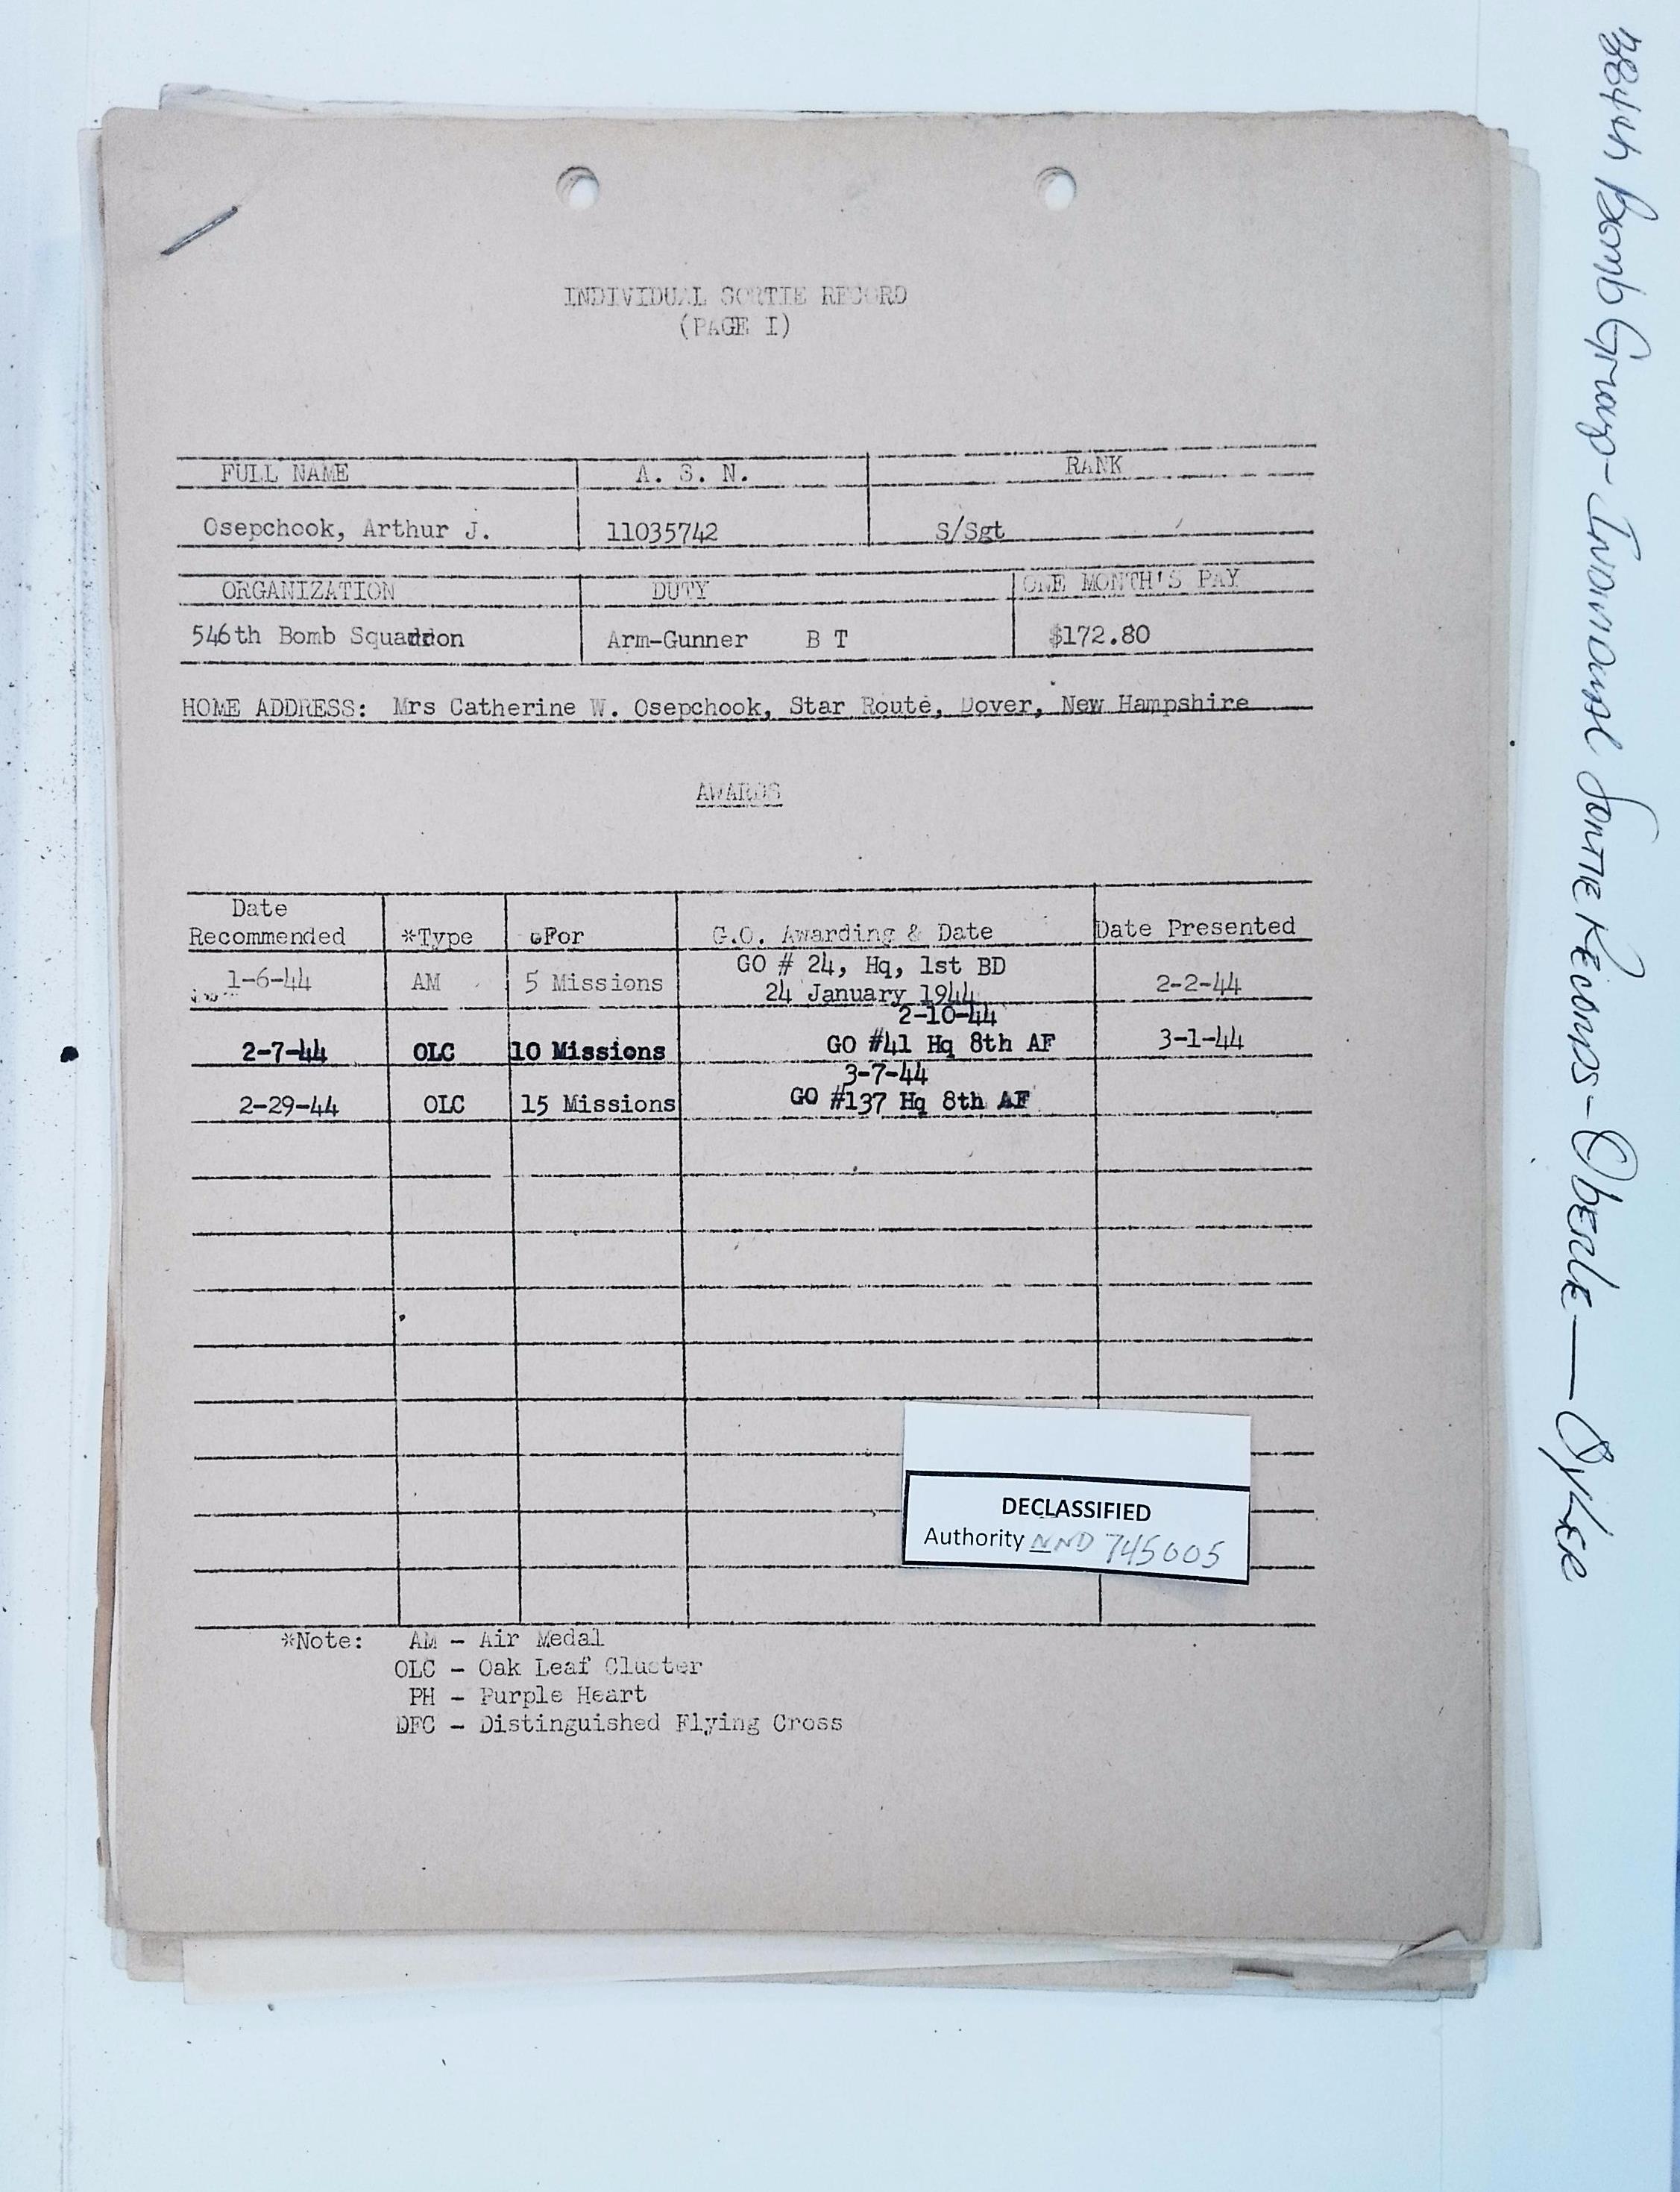 INDIVIDUAL SORTIE RECORD
(PAGE I)
FULL NAME A. S. N. RANK
Osepchook, Arthur J. 11035742 S/Sgt
ORGANIZATION DUTY ONE MONTH'S PAY
546th Bomb Squadron Arm-Gunner B T $172.80
HOME ADDRESS: Mrs Catherine W. Osepchook, Star Route, Dover, New Hampshire
AWARDS
Date
Recommended *Type For G.O. Awarding & Date Date Presented
GO # 24, Hq, 1st BD
1-6-44 AM 5 Missions 24 January 1944 2-2-44
2-10-44
2-7-44 OLC 10 Missions GO #41 Hq 8th AF 3-1-44
3-7-44
2-29-44 OLC 15 Missions GO #137 Hq 8th AF
DECLASSIFIED
Authority NND 745005
*Note: AM - Air Medal
OLC - Oak Leaf Cluster
PH - Purple Heart
DFC - Distinguished Flying Cross
384th Bomb Group- Individual Sortie Records - Oberle — Oyler